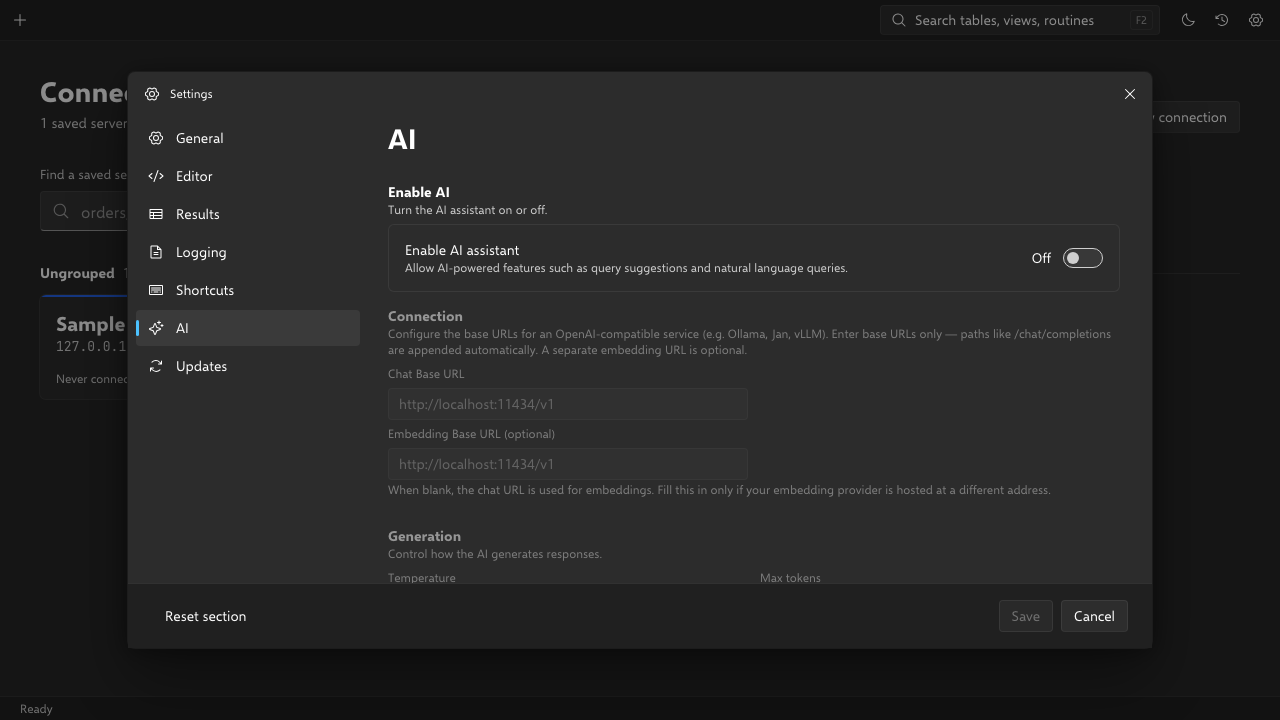 Search tables, views, routines
F2
Connec
1 saved server
connection
Find a saved se
orders
Ungrouped
Sample
127.0.0.1
Never connec
Settings
General
Editor
Results
Logging
Shortcuts
AI
Updates
AI
Enable AI
Turn the AI assistant on or off.
Enable AI assistant
Allow AI-powered features such as query suggestions and natural language queries.
Off
Connection
Configure the base URLs for an OpenAI-compatible service (e.g. Ollama, Jan, vLLM). Enter base URLs only — paths like /chat/completions
are appended automatically. A separate embedding URL is optional.
Chat Base URL
http://localhost:11434/v1
Embedding Base URL (optional)
http://localhost:11434/v1
When blank, the chat URL is used for embeddings. Fill this in only if your embedding provider is hosted at a different address.
Generation
Control how the AI generates responses.
Temperature
Max tokens
Reset section
Save
Cancel
Ready